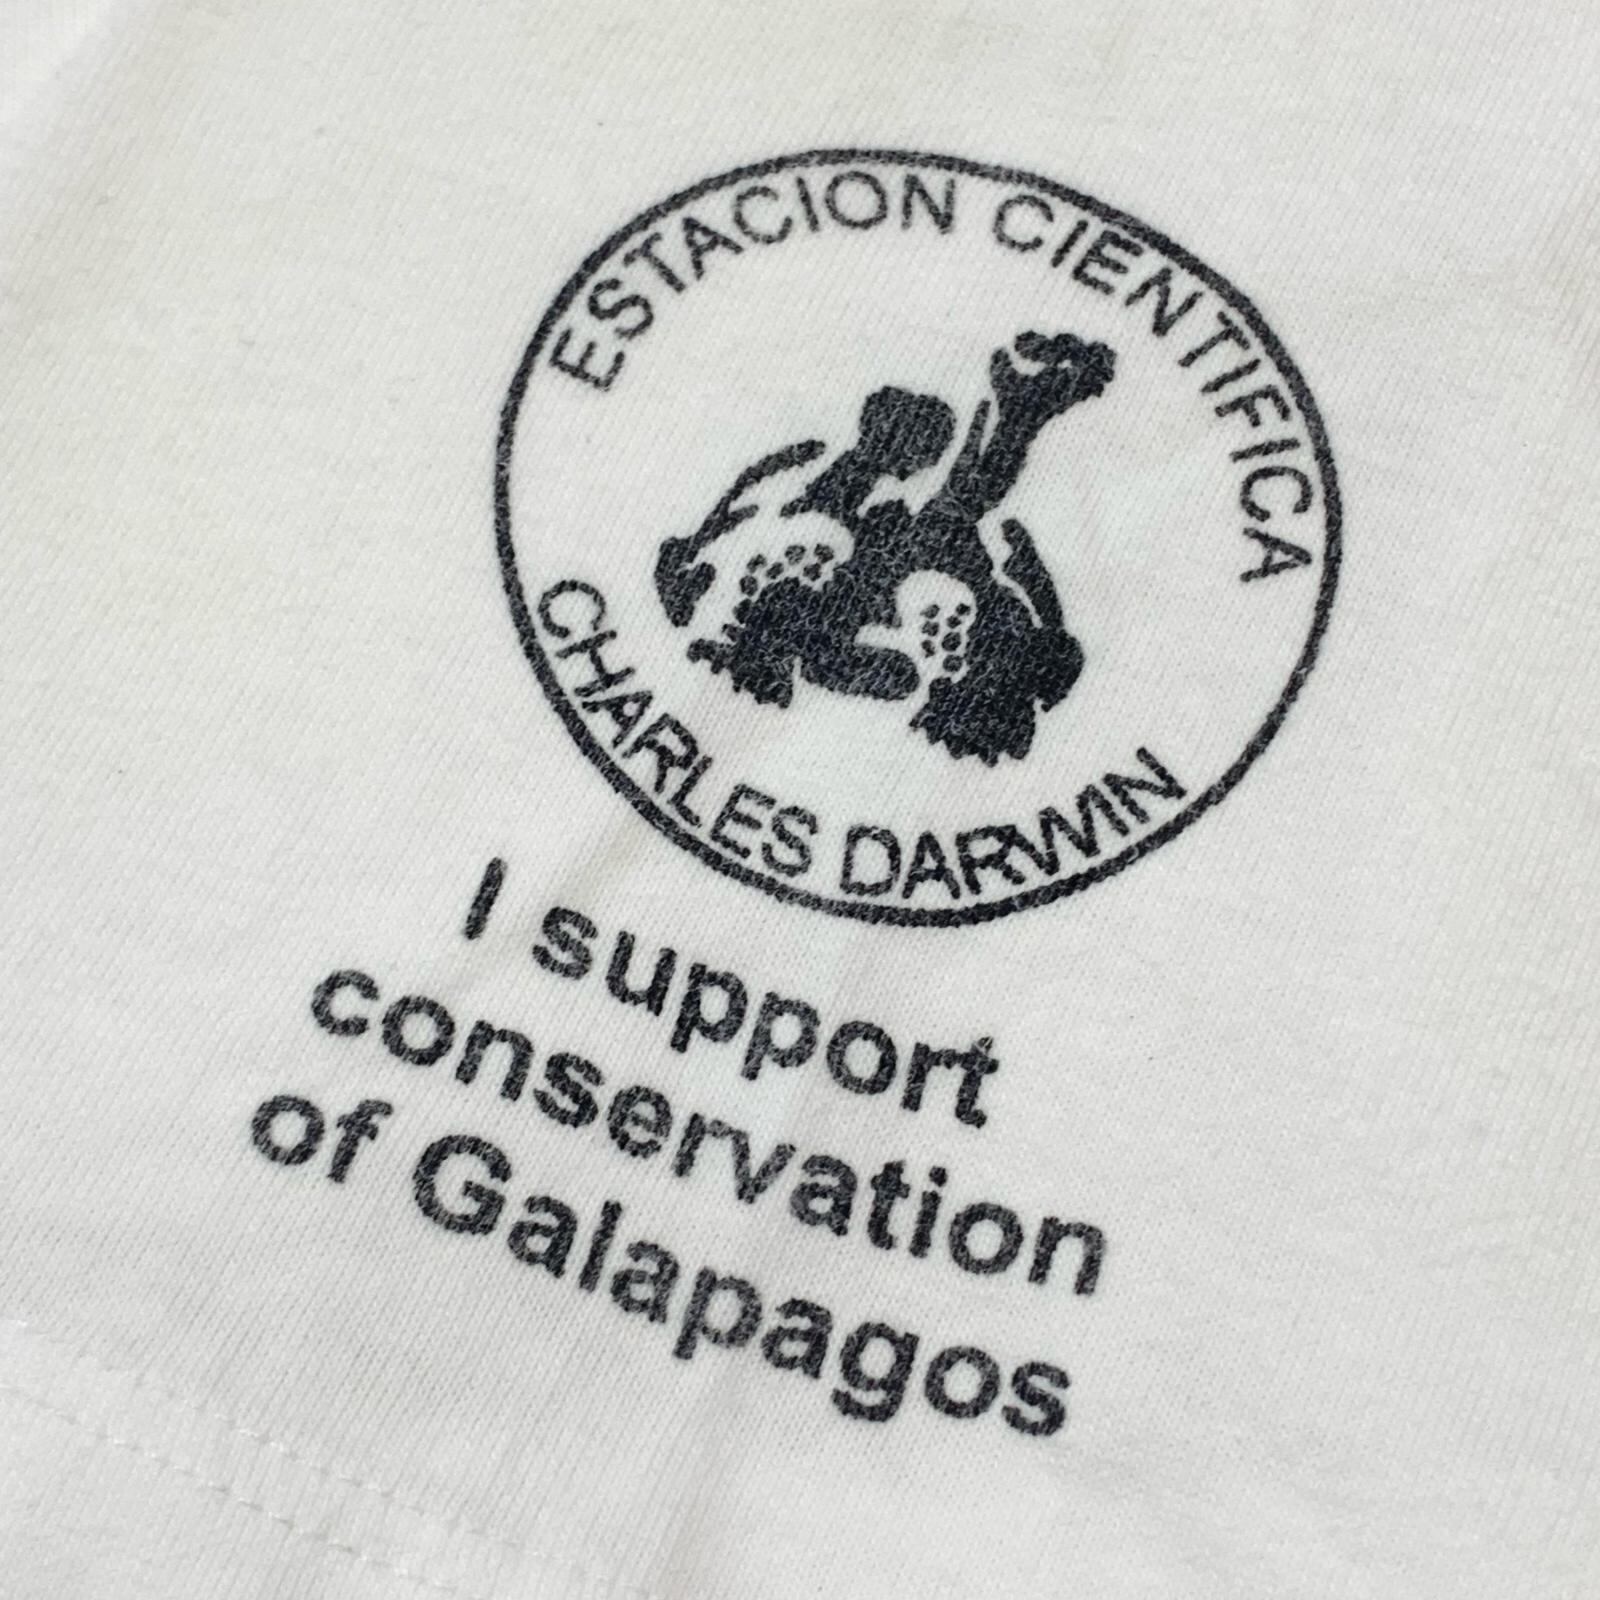 ESTACION CIENTIFICA
CHARLES DARWIN
I support
conservation
of Galapagos